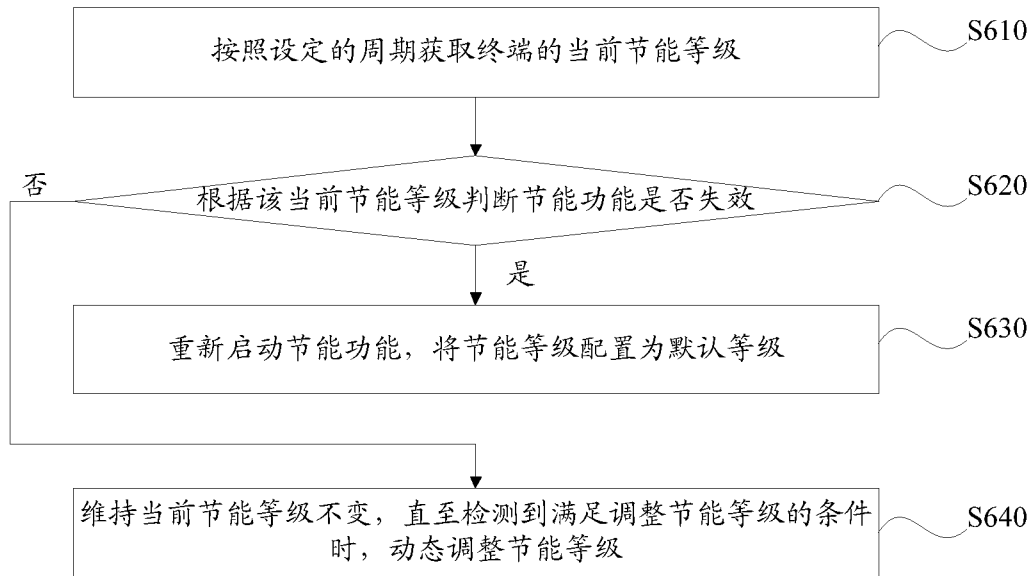 按照设定的周期获取终端的当前节能等级
S610
否
根据该当前节能等级判断节能功能是否失效
S620
是
重新启动节能功能，将节能等级配置为默认等级
S630
维持当前节能等级不变，直至检测到满足调整节能等级的条件
时，动态调整节能等级
S640